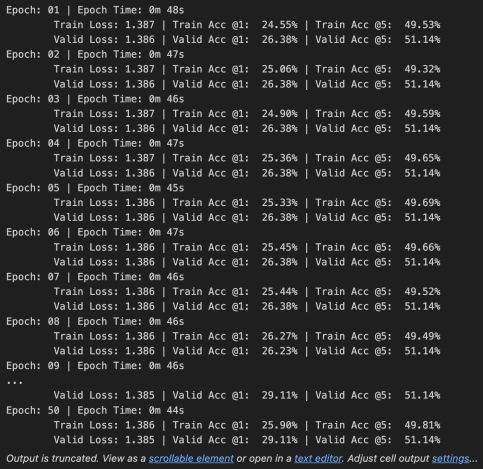 Epoch: 01 | Epoch Time: 0m 48s
Train Loss: 1.387 | Train Acc @1: 24.55% | Train Acc @5: 49.53%
Valid Loss: 1.386 | Valid Acc @1: 26.38% | Valid Acc @5: 51.14%
Epoch: 02 | Epoch Time: 0m 47s
Train Loss: 1.387 | Train Acc @1: 25.06% | Train Acc @5: 49.32%
Valid Loss: 1.386 | Valid Acc @1: 26.38% | Valid Acc @5: 51.14%
Epoch: 03 | Epoch Time: 0m 46s
Train Loss: 1.387 | Train Acc @1: 24.90% | Train Acc @5: 49.59%
Valid Loss: 1.386 | Valid Acc @1: 26.38% | Valid Acc @5: 51.14%
Epoch: 04 | Epoch Time: 0m 47s
Train Loss: 1.387 | Train Acc @1: 25.36% | Train Acc @5: 49.65%
Valid Loss: 1.386 | Valid Acc @1: 26.38% | Valid Acc @5: 51.14%
Epoch: 05 | Epoch Time: 0m 45s
Train Loss: 1.386 | Train Acc @1: 25.33% | Train Acc @5: 49.69%
Valid Loss: 1.386 | Valid Acc @1: 26.38% | Valid Acc @5: 51.14%
Epoch: 06 | Epoch Time: 0m 47s
Train Loss: 1.386 | Train Acc @1: 25.45% | Train Acc @5: 49.66%
Valid Loss: 1.386 | Valid Acc @1: 26.38% | Valid Acc @5: 51.14%
Epoch: 07 | Epoch Time: 0m 46s
Train Loss: 1.386 | Train Acc @1: 25.44% | Train Acc @5: 49.52%
Valid Loss: 1.386 | Valid Acc @1: 26.38% | Valid Acc @5: 51.14%
Epoch: 08 | Epoch Time: 0m 46s
Train Loss: 1.386 | Train Acc @1: 26.27% | Train Acc @5: 49.49%
Valid Loss: 1.386 | Valid Acc @1: 26.23% | Valid Acc @5: 51.14%
Epoch: 09 | Epoch Time: 0m 46s
...
Valid Loss: 1.385 | Valid Acc @1: 29.11% | Valid Acc @5: 51.14%
Epoch: 50 | Epoch Time: 0m 44s
Train Loss: 1.386 | Train Acc @1: 25.90% | Train Acc @5: 49.81%
Valid Loss: 1.385 | Valid Acc @1: 29.11% | Valid Acc @5: 51.14%
Output is truncated. View as a scrollable element or open in a text editor. Adjust cell output settings...